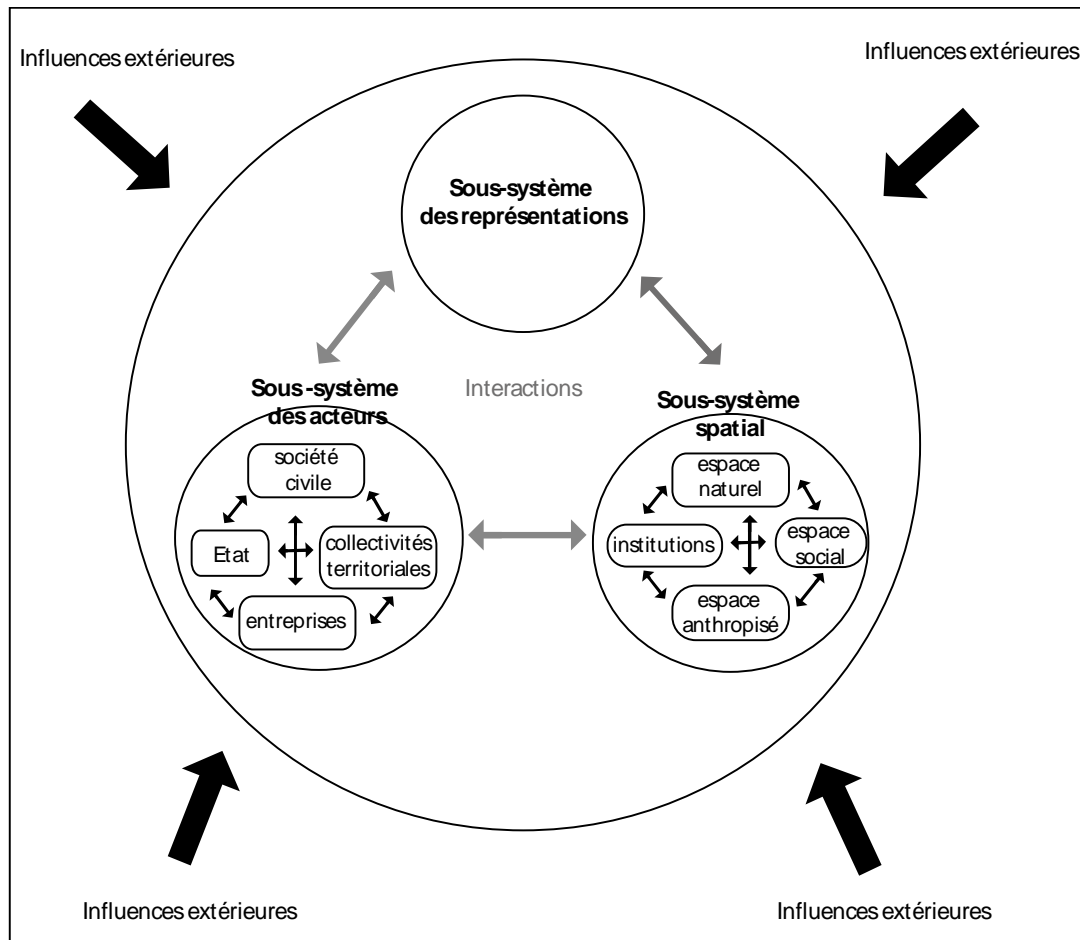 Influences extérieures
Influences extérieures
Sous-système
des représentations
Interactions
Sous-système
des acteurs
société
civile
Etat
collectivités
territoriales
entreprises
Sous-système
spatial
espace
naturel
institutions
espace
social
espace
anthropisé
Influences extérieures
Influences extérieures